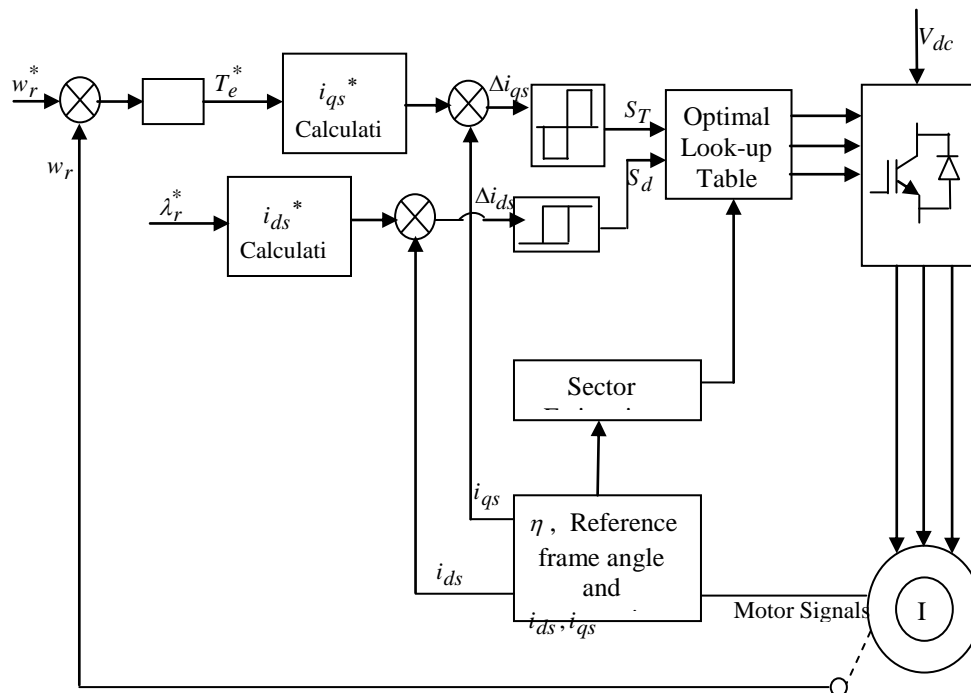 V_dc
w_r^*
T_e^*
i_qs^*
Calculati
Δi_qs
S_T
Optimal
Look-up
Table
w_r
λ_r^*
i_ds^*
Calculati
Δi_ds
S_d
Sector
i_qs
η , Reference
frame angle
and
i_ds , i_qs
i_ds
Motor Signals
I